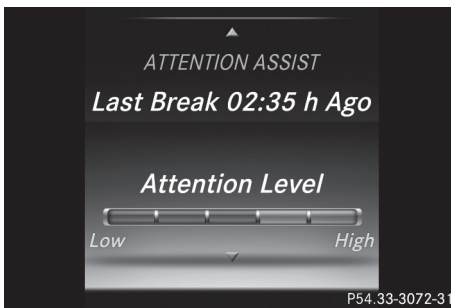 ATTENTION ASSIST
Last Break 02:35 h Ago
Attention Level
Low High
P54.33-3072-31